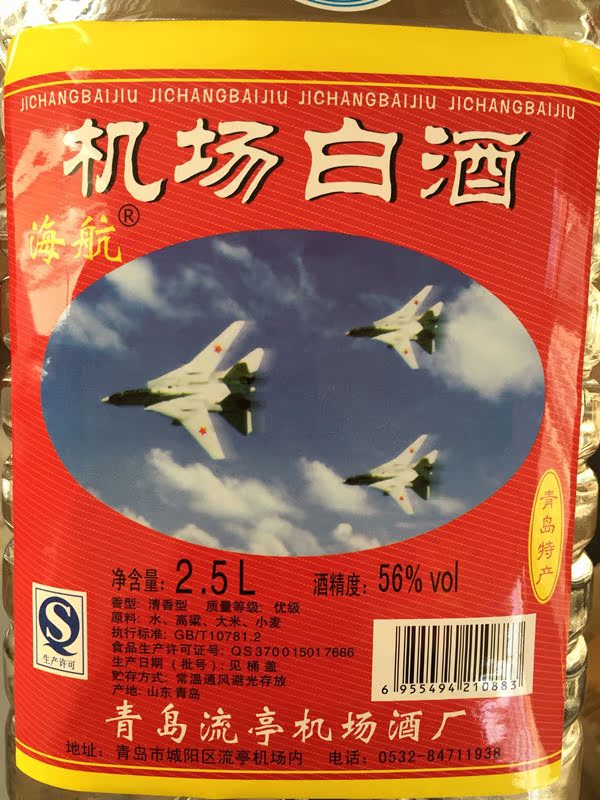 JICHANGBAIJIU JICHANGBAIJIU JICHANGBAIJIU JICHANGBAIJIU
机场白酒
海航®
青岛特产
净含量: 2.5L 酒精度: 56% vol
香型: 清香型 质量等级: 优级
原料: 水、高粱、大米、小麦
执行标准: GB/T10781.2
食品生产许可证号: QS370015017686
生产日期(批号): 见桶盖
贮存方式: 常温通风避光存放
产地: 山东青岛
QS
生产许可
6 955494 210883
青岛流亭机场酒厂
地址: 青岛市城阳区流亭机场内 电话: 0532-84711938